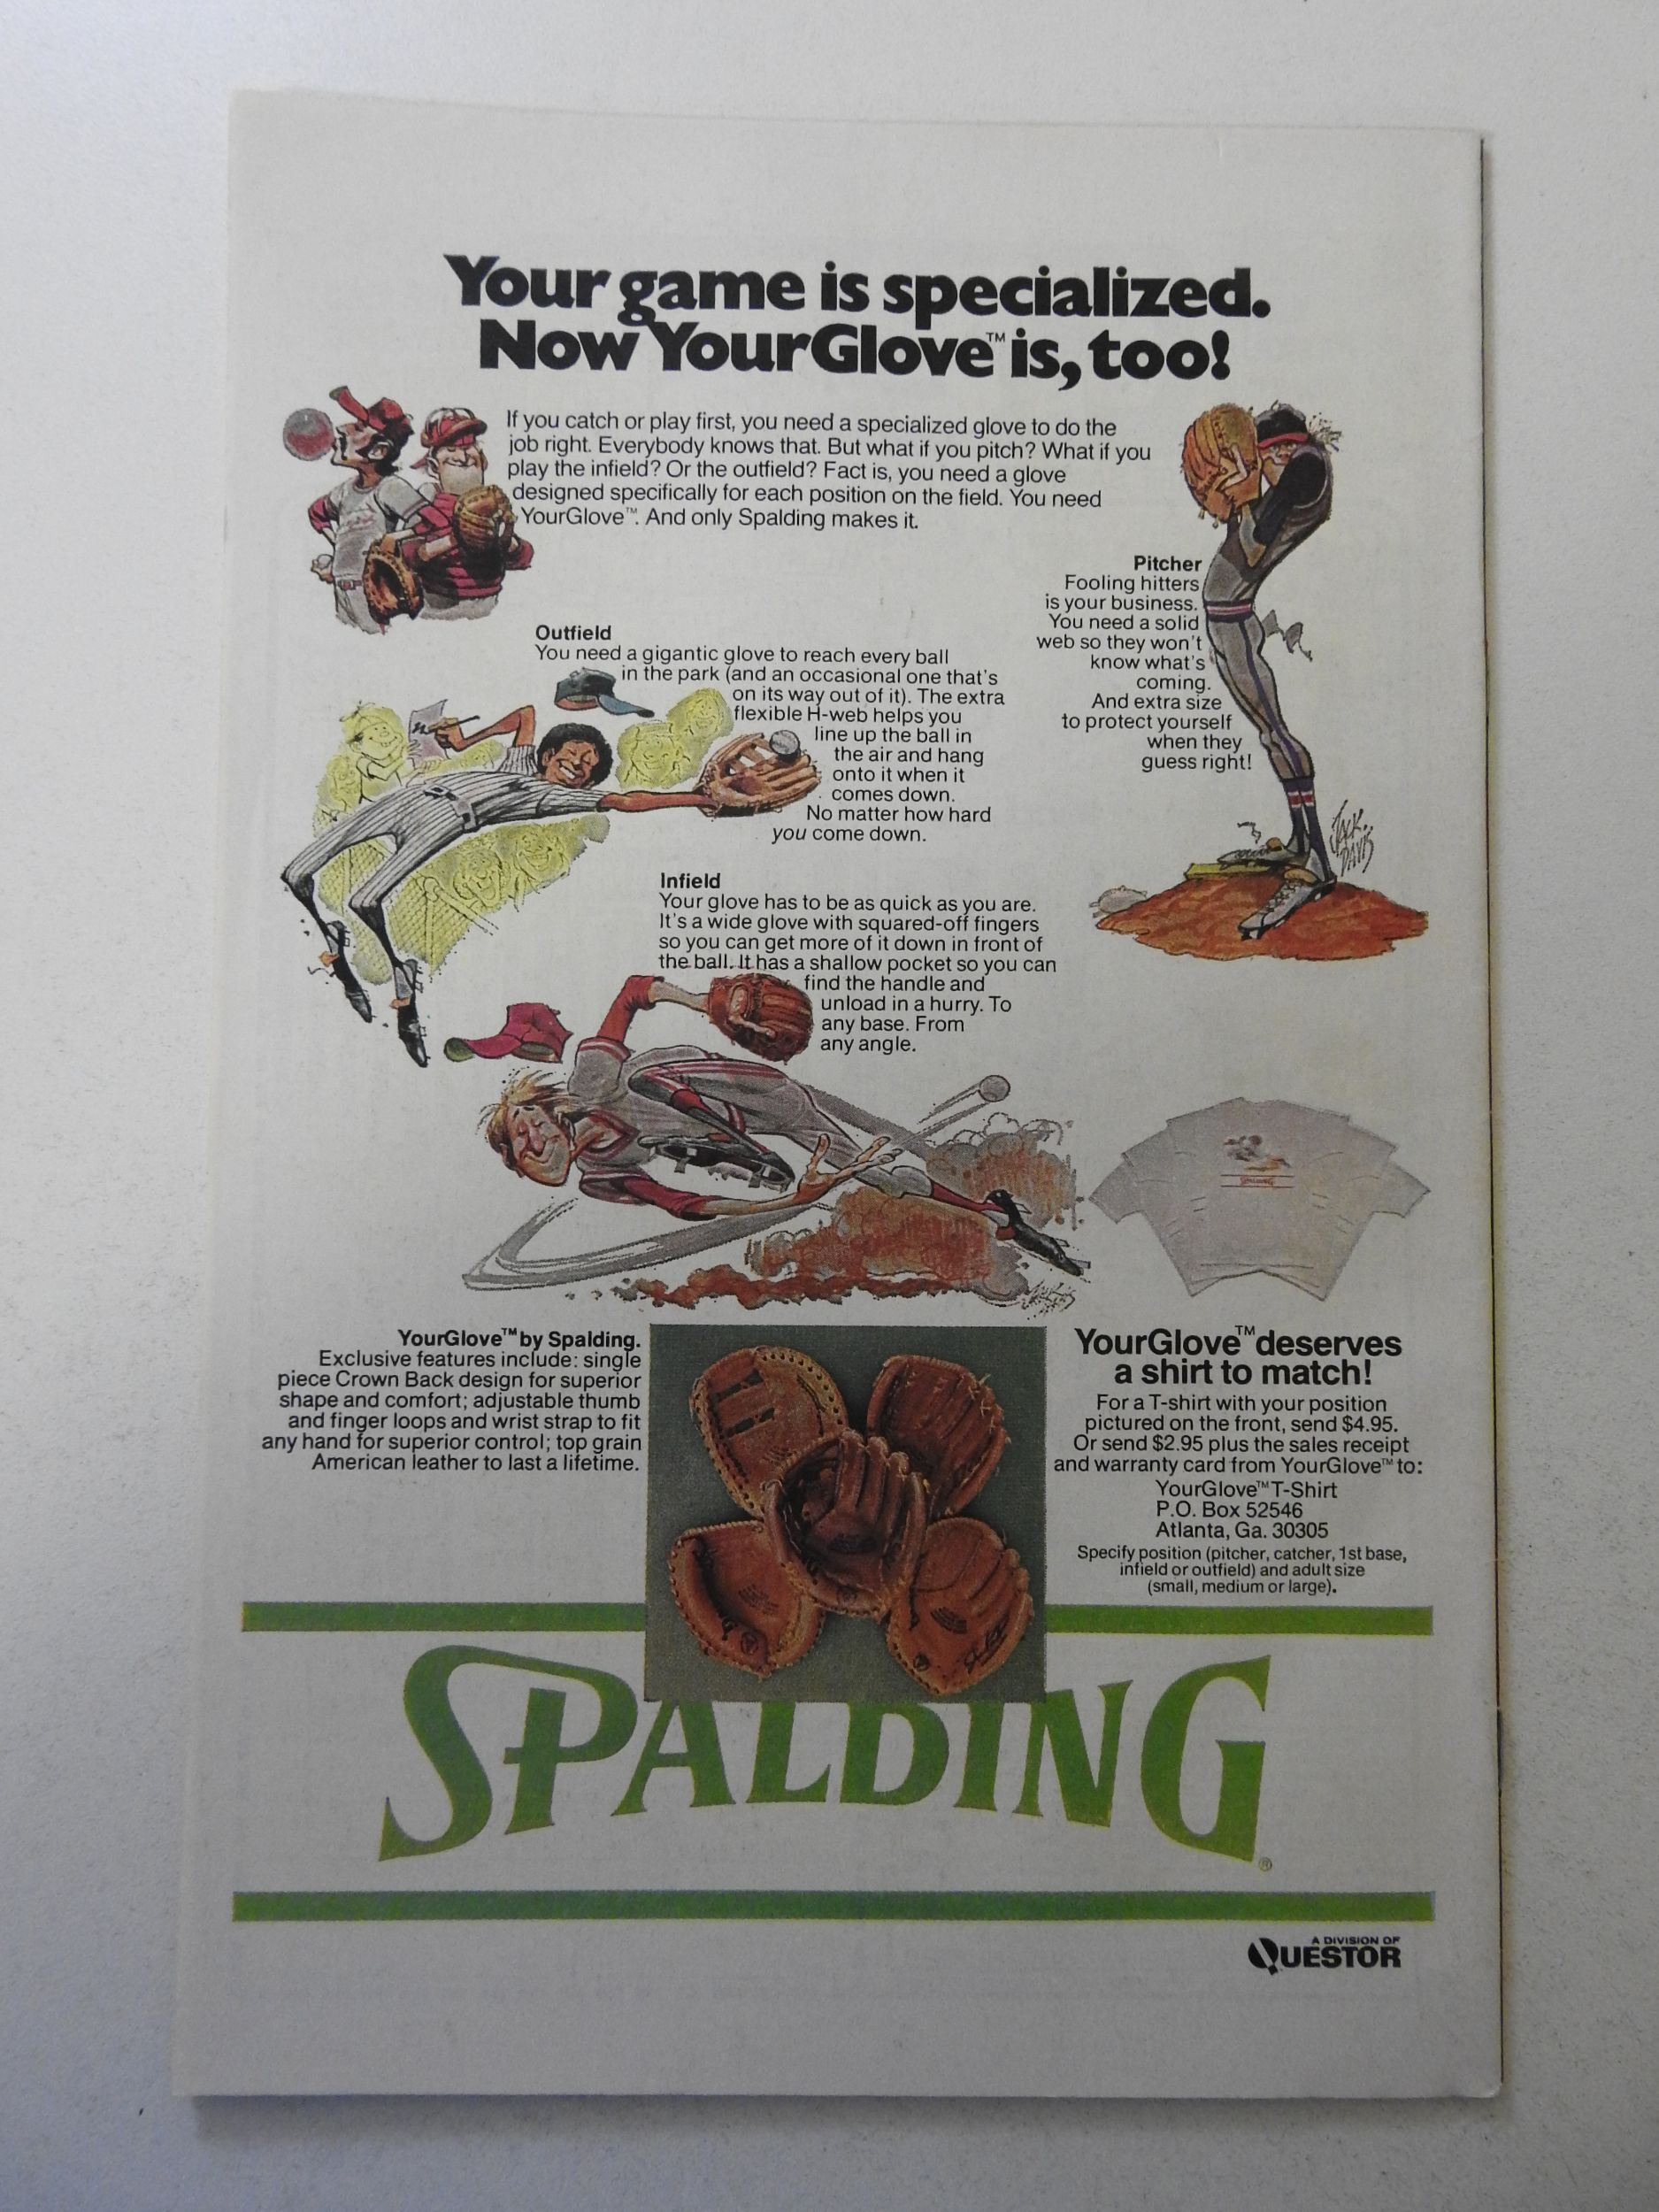 Your game is specialized.
Now YourGlove™ is, too!
If you catch or play first, you need a specialized glove to do the
job right. Everybody knows that. But what if you pitch? What if you
play the infield? Or the outfield? Fact is, you need a glove
designed specifically for each position on the field. You need
YourGlove™. And only Spalding makes it.
Pitcher
Fooling hitters
is your business.
You need a solid
web so they won't
know what's
coming.
And extra size
to protect yourself
when they
guess right!
JACK
DAVIS
Outfield
You need a gigantic glove to reach every ball
in the park (and an occasional one that's
on its way out of it). The extra
flexible H-web helps you
line up the ball in
the air and hang
onto it when it
comes down.
No matter how hard
you come down.
Infield
Your glove has to be as quick as you are.
It's a wide glove with squared-off fingers
so you can get more of it down in front of
the ball. It has a shallow pocket so you can
find the handle and
unload in a hurry. To
any base. From
any angle.
SPALDING
YourGlove™ by Spalding.
Exclusive features include: single
piece Crown Back design for superior
shape and comfort; adjustable thumb
and finger loops and wrist strap to fit
any hand for superior control; top grain
American leather to last a lifetime.
YourGlove™ deserves
a shirt to match!
For a T-shirt with your position
pictured on the front, send $4.95.
Or send $2.95 plus the sales receipt
and warranty card from YourGlove™ to:
YourGlove™ T-Shirt
P.O. Box 52546
Atlanta, Ga. 30305
Specify position (pitcher, catcher, 1st base,
infield or outfield) and adult size
(small, medium or large).
SPALDING®
A DIVISION OF
QUESTOR